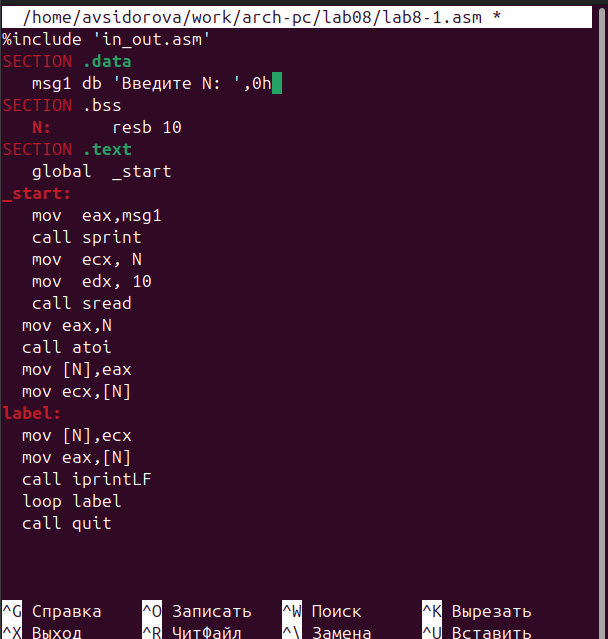 /home/avsidorova/work/arch-pc/lab08/lab8-1.asm *
%include 'in_out.asm'
SECTION .data
msg1 db 'Введите N: ',0h
SECTION .bss
N: resb 10
SECTION .text
global _start
_start:
mov eax,msg1
call sprint
mov ecx, N
mov edx, 10
call sread
mov eax,N
call atoi
mov [N],eax
mov ecx,[N]
label:
mov [N],ecx
mov eax,[N]
call iprintLF
loop label
call quit
^G Справка ^O Записать ^W Поиск ^K Вырезать
^X Выход ^R ЧитФайл ^\ Замена ^U Вставить